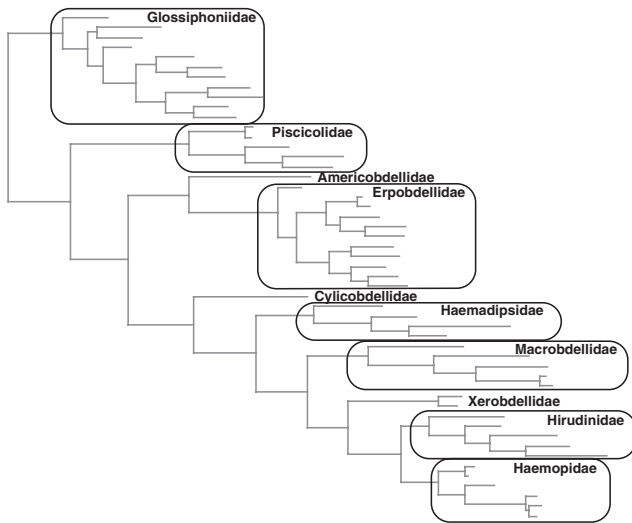 Glossiphoniidae
Piscicolidae
Americobdellidae
Erpobdellidae
Cylicobdellidae
Haemadipsidae
Macrobdellidae
Xerobdellidae
Hirudinidae
Haemopidae